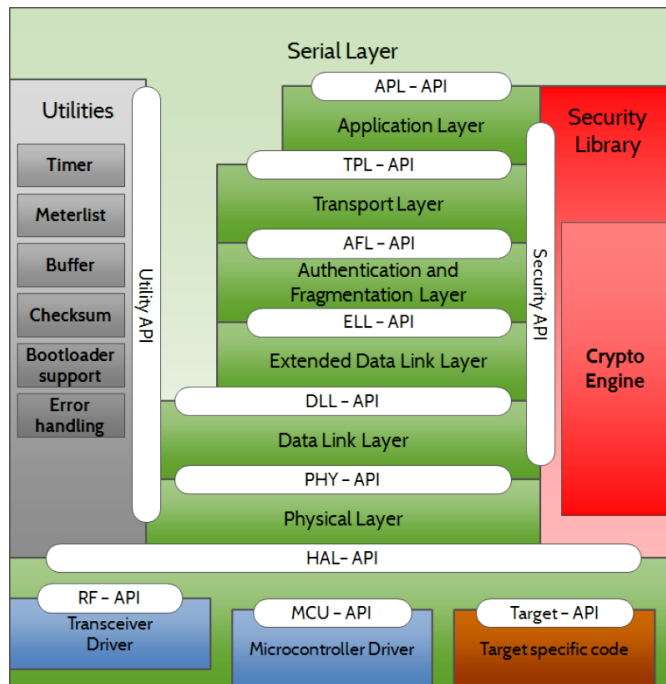 Serial Layer
Utilities
Timer
Meterlist
Buffer
Checksum
Bootloader
support
Error
handling
Utility API
APL – API
Application Layer
TPL – API
Transport Layer
AFL – API
Authentication and
Fragmentation Layer
ELL – API
Extended Data Link Layer
DLL – API
Data Link Layer
PHY – API
Physical Layer
Security API
Security
Library
Crypto
Engine
HAL– API
RF – API
Transceiver
Driver
MCU – API
Microcontroller Driver
Target – API
Target specific code